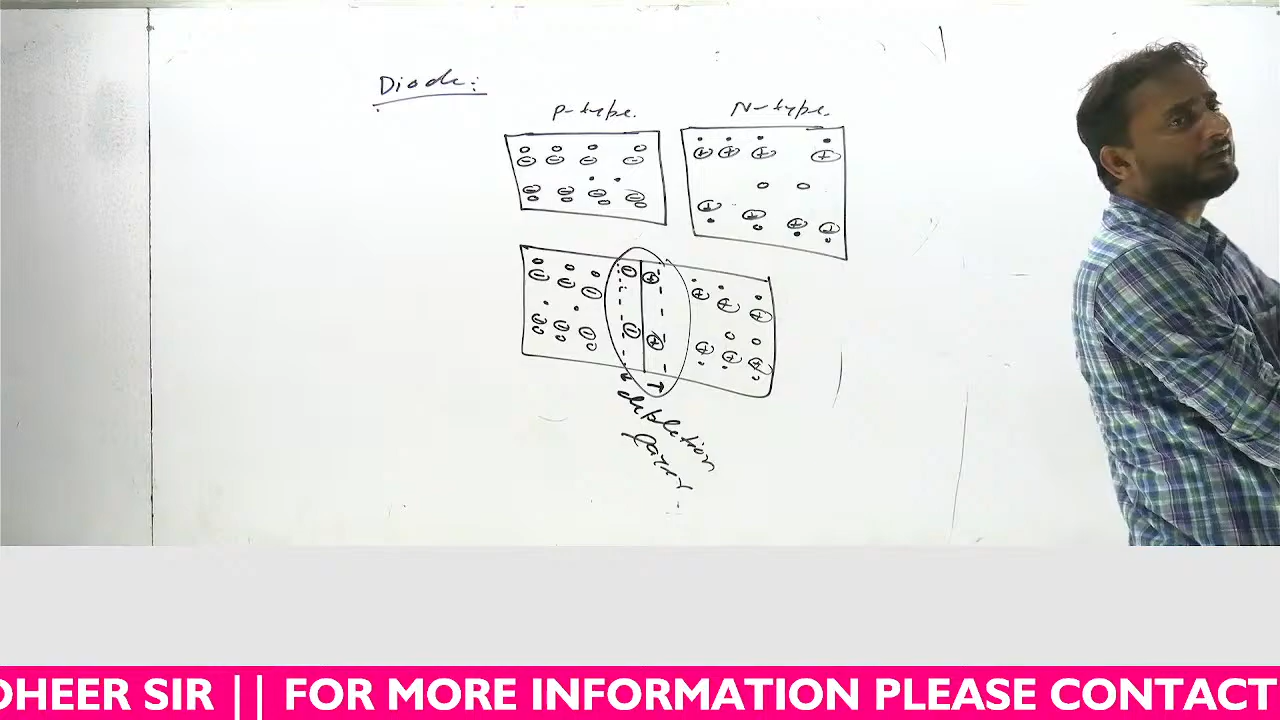 Diode:
P-type.
N-type.
depletion
layer
DHEER SIR || FOR MORE INFORMATION PLEASE CONTACT